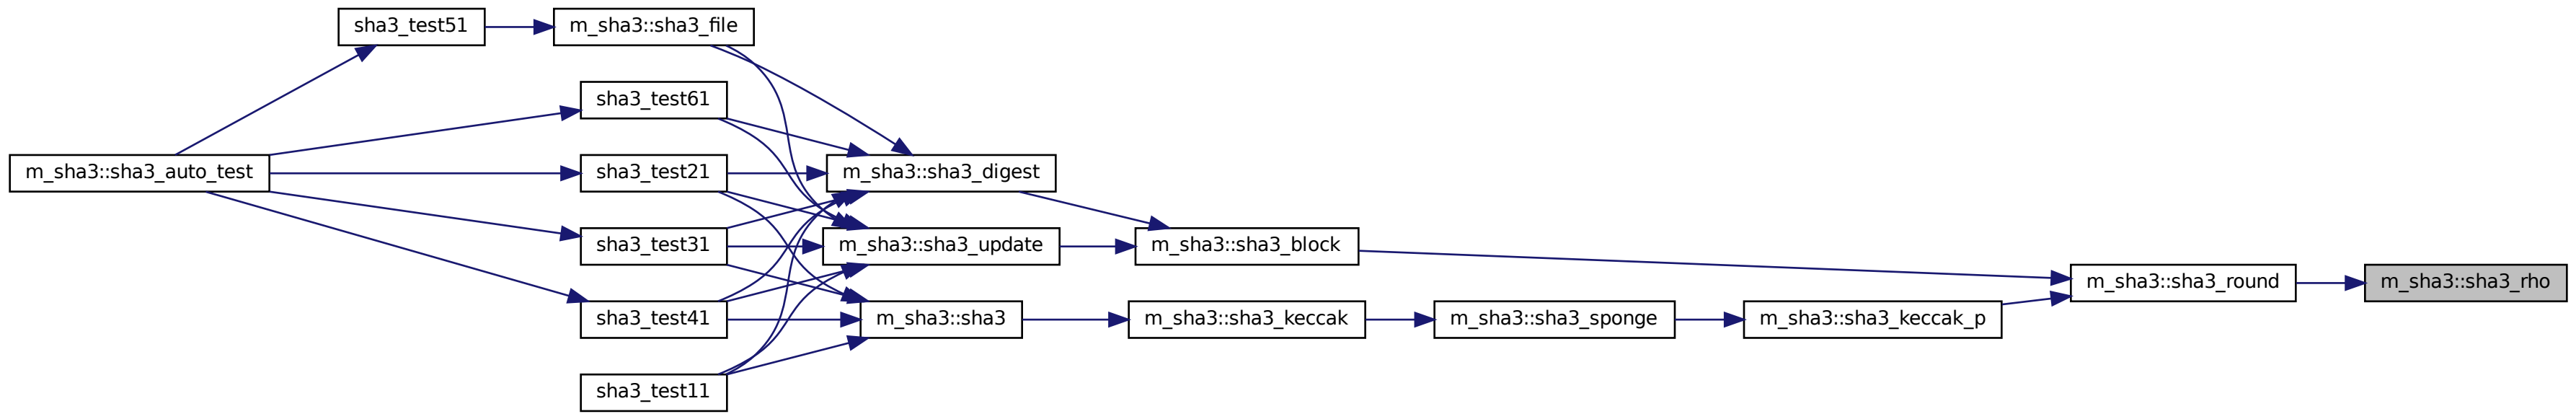 sha3_test51
m_sha3::sha3_file
sha3_test61
m_sha3::sha3_auto_test
sha3_test21
m_sha3::sha3_digest
sha3_test31
m_sha3::sha3_update
m_sha3::sha3_block
m_sha3::sha3_round
m_sha3::sha3_rho
sha3_test41
m_sha3::sha3
m_sha3::sha3_keccak
m_sha3::sha3_sponge
m_sha3::sha3_keccak_p
sha3_test11